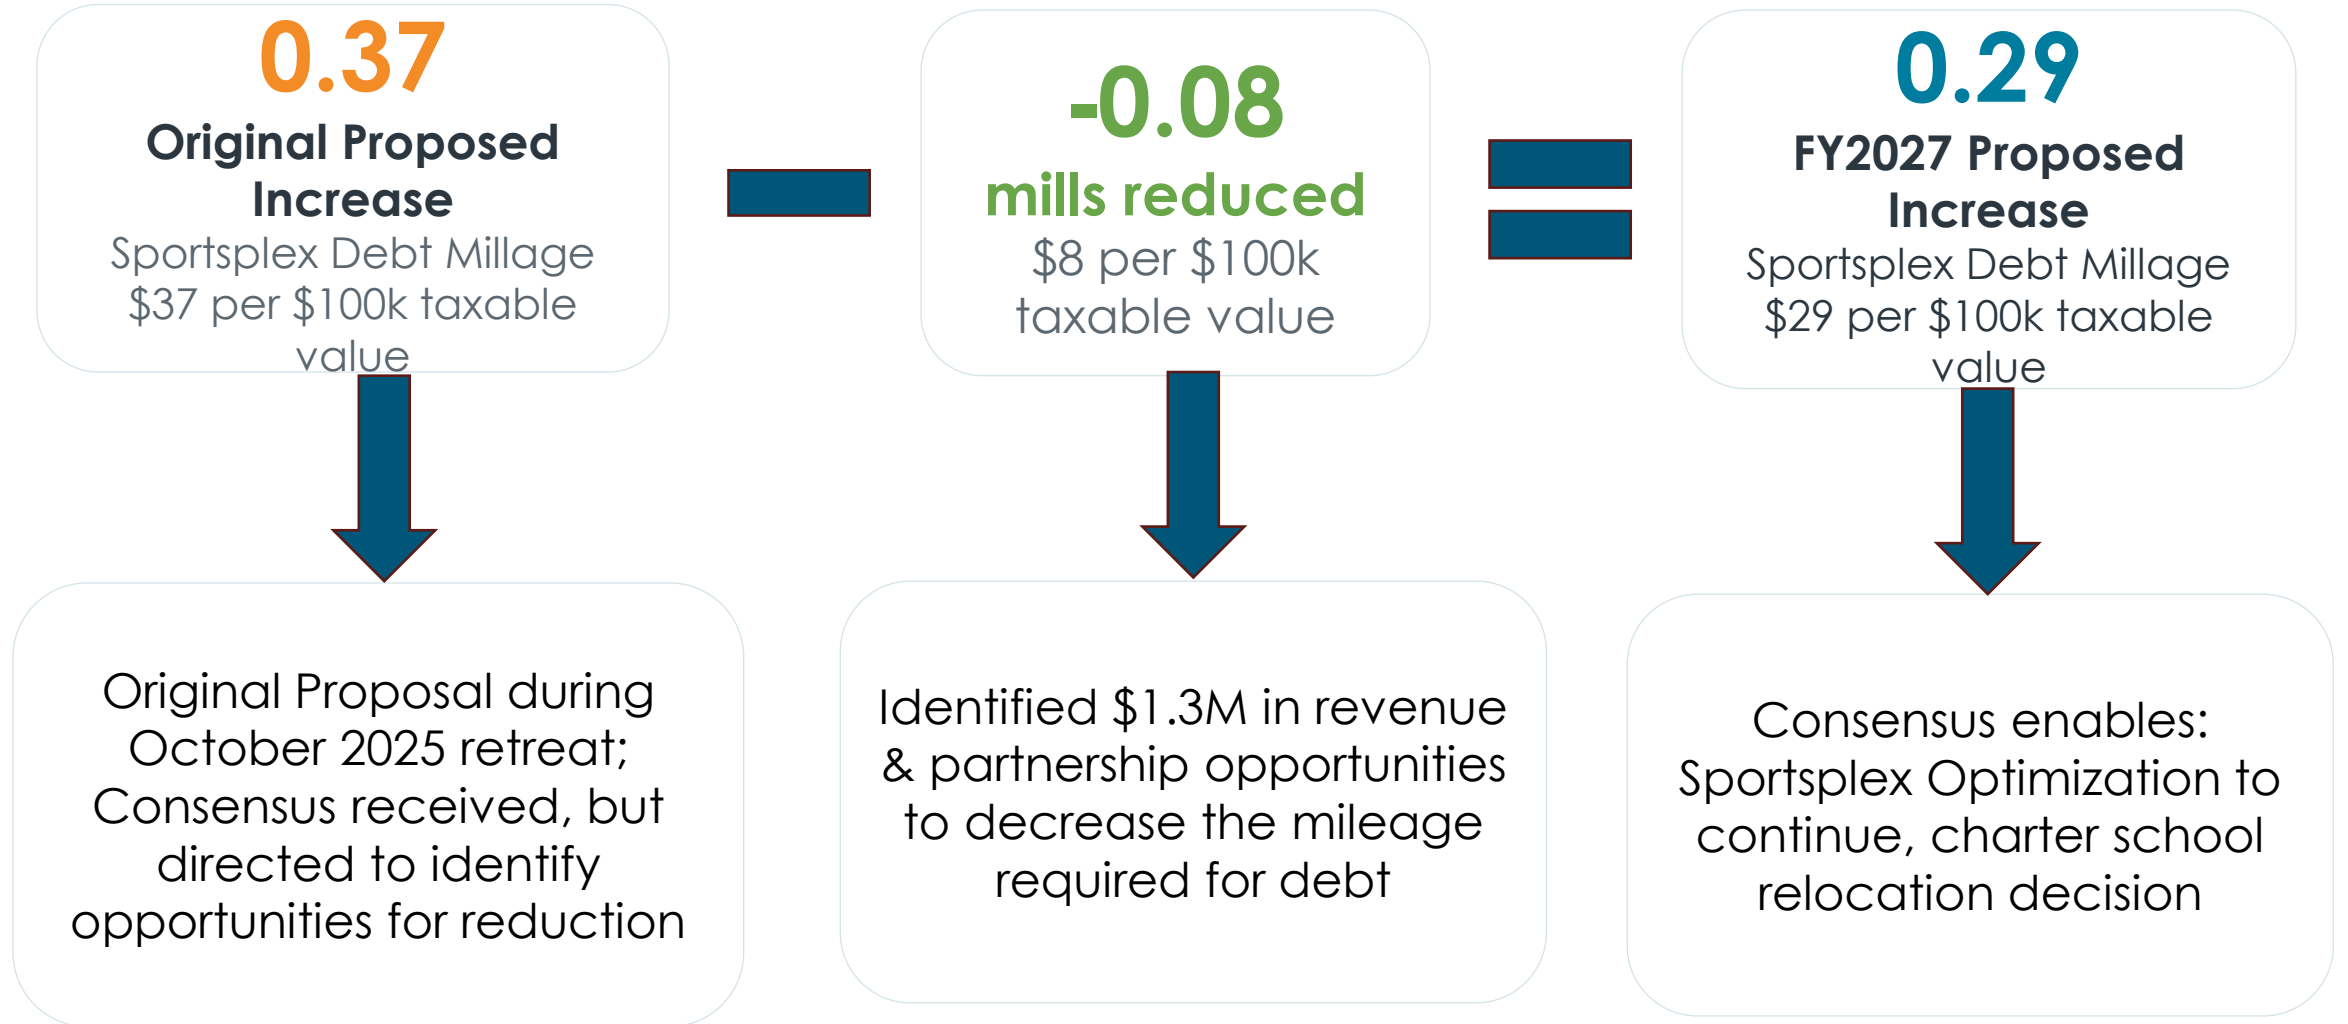 0.37
Original Proposed
Increase
Sportsplex Debt Millage
$37 per $100k taxable
value
-0.08
mills reduced
$8 per $100k
taxable value
0.29
FY2027 Proposed
Increase
Sportsplex Debt Millage
$29 per $100k taxable
value
Original Proposal during
October 2025 retreat;
Consensus received, but
directed to identify
opportunities for reduction
Identified $1.3M in revenue
& partnership opportunities
to decrease the mileage
required for debt
Consensus enables:
Sportsplex Optimization to
continue, charter school
relocation decision